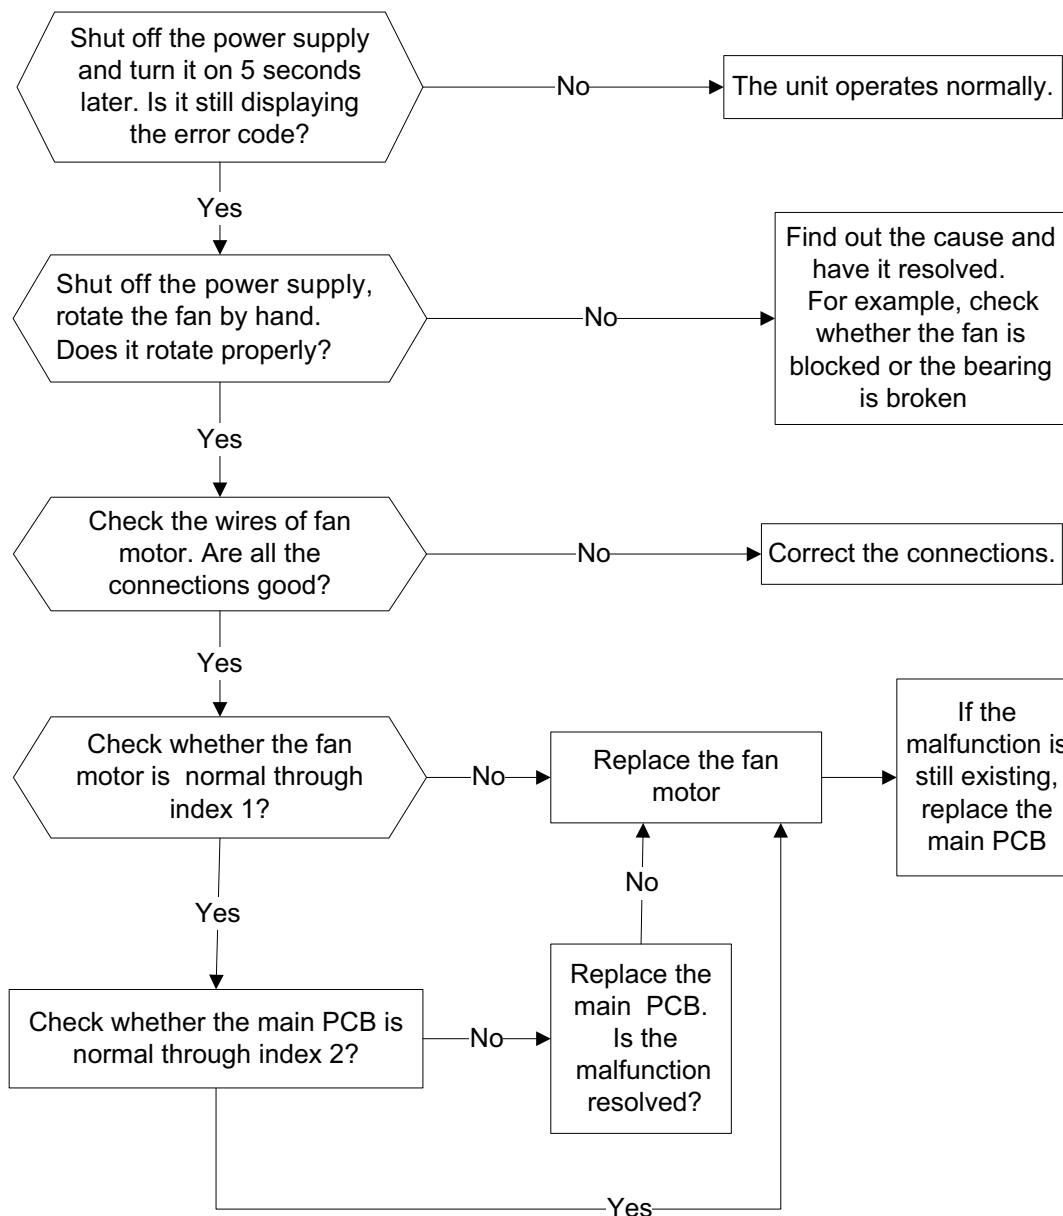 Shut off the power supply
and turn it on 5 seconds
later. Is it still displaying
the error code?
No
The unit operates normally.
Yes
Shut off the power supply,
rotate the fan by hand.
Does it rotate properly?
No
Find out the cause and
have it resolved.
For example, check
whether the fan is
blocked or the bearing
is broken
Yes
Check the wires of fan
motor. Are all the
connections good?
No
Correct the connections.
Yes
Check whether the fan
motor is normal through
index 1?
No
Replace the fan
motor
If the
malfunction is
still existing,
replace the
main PCB
No
Yes
Check whether the main PCB is
normal through index 2?
No
Replace the
main PCB.
Is the
malfunction
resolved?
Yes